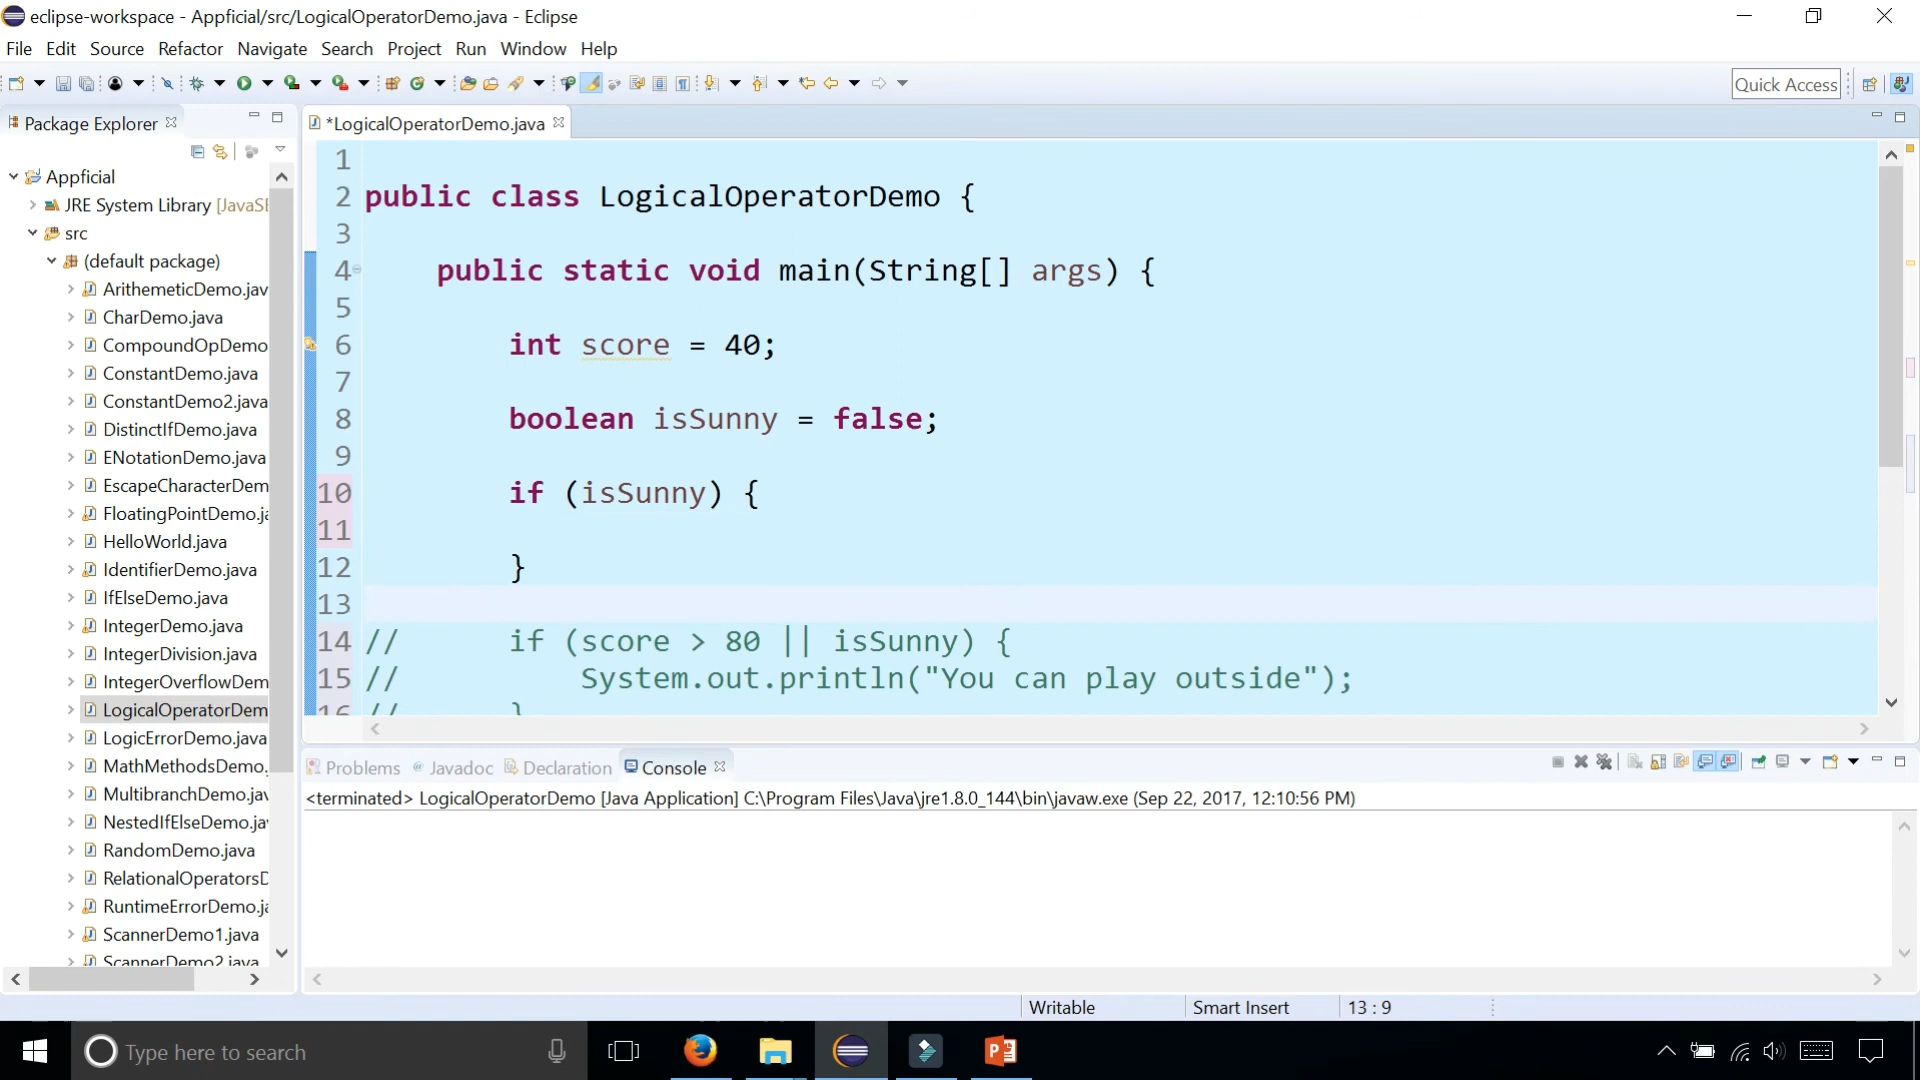 eclipse-workspace - Appficial/src/LogicalOperatorDemo.java - Eclipse
File Edit Source Refactor Navigate Search Project Run Window Help
Quick Access
Package Explorer
Appficial
JRE System Library [JavaSE
src
(default package)
ArithemeticDemo.jav
CharDemo.java
CompoundOpDemo
ConstantDemo.java
ConstantDemo2.java
DistinctIfDemo.java
ENotationDemo.java
EscapeCharacterDem
FloatingPointDemo.ja
HelloWorld.java
IdentifierDemo.java
IfElseDemo.java
IntegerDemo.java
IntegerDivision.java
IntegerOverflowDem
LogicalOperatorDem
LogicErrorDemo.java
MathMethodsDemo.
MultibranchDemo.jav
NestedIfElseDemo.jav
RandomDemo.java
RelationalOperatorsD
RuntimeErrorDemo.ja
ScannerDemo1.java
ScannerDemo2.java
*LogicalOperatorDemo.java
1
2 public class LogicalOperatorDemo {
3
4 public static void main(String[] args) {
5
6 int score = 40;
7
8 boolean isSunny = false;
9
10 if (isSunny) {
11
12 }
13
14 // if (score > 80 || isSunny) {
15 // System.out.println("You can play outside");
16 // }
Problems Javadoc Declaration Console
<terminated> LogicalOperatorDemo [Java Application] C:\Program Files\Java\jre1.8.0_144\bin\javaw.exe (Sep 22, 2017, 12:10:56 PM)
Writable Smart Insert 13 : 9
Type here to search